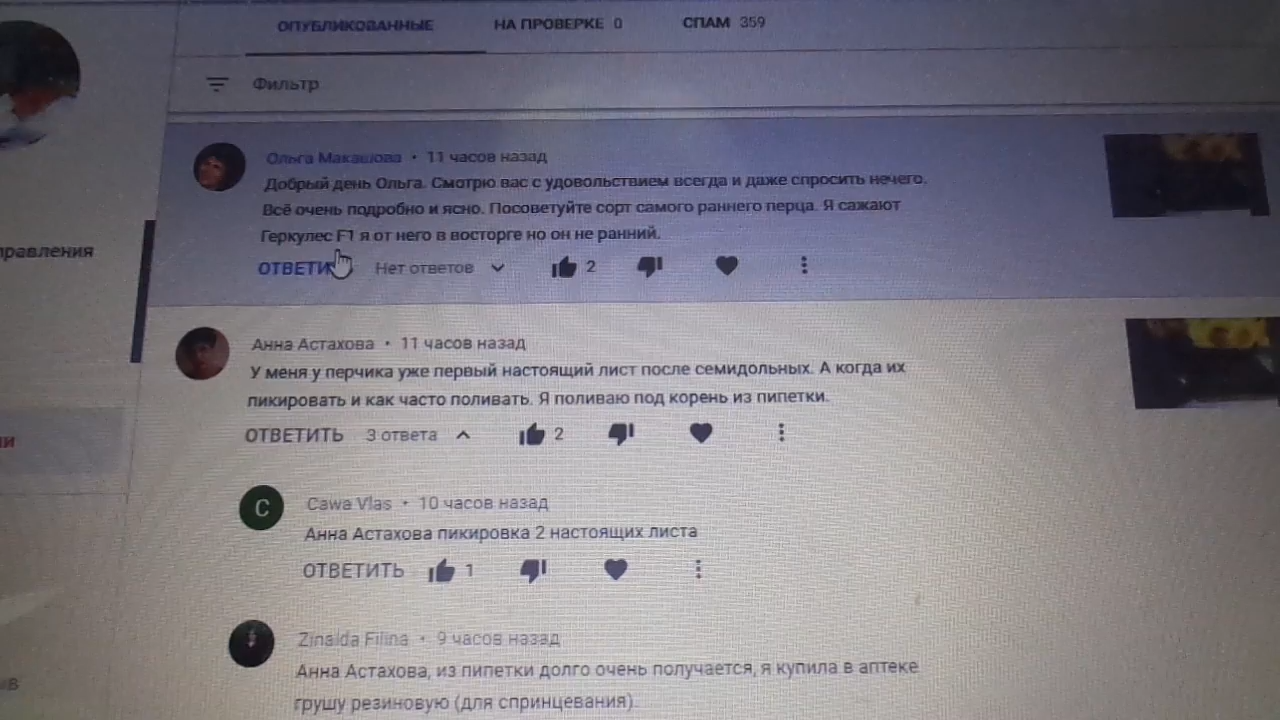 ОПУБЛИКОВАННЫЕ НА ПРОВЕРКЕ 0 СПАМ 359
Фильтр
Ольга Макашова • 11 часов назад
Добрый день Ольга. Смотрю вас с удовольствием всегда и даже спросить нечего.
Всё очень подробно и ясно. Посоветуйте сорт самого раннего перца. Я сажают
Геркулес F1 я от него в восторге но он не ранний.
правления
ОТВЕТИ Нет ответов 2
Анна Астахова • 11 часов назад
У меня у перчика уже первый настоящий лист после семидольных. А когда их
пикировать и как часто поливать. Я поливаю под корень из пипетки.
ОТВЕТИТЬ 3 ответа 2
C
Cawa Vlas • 10 часов назад
Анна Астахова пикировка 2 настоящих листа
ОТВЕТИТЬ 1
Zinaida Filina • 9 часов назад
Анна Астахова, из пипетки долго очень получается, я купила в аптеке
грушу резиновую (для спринцевания).